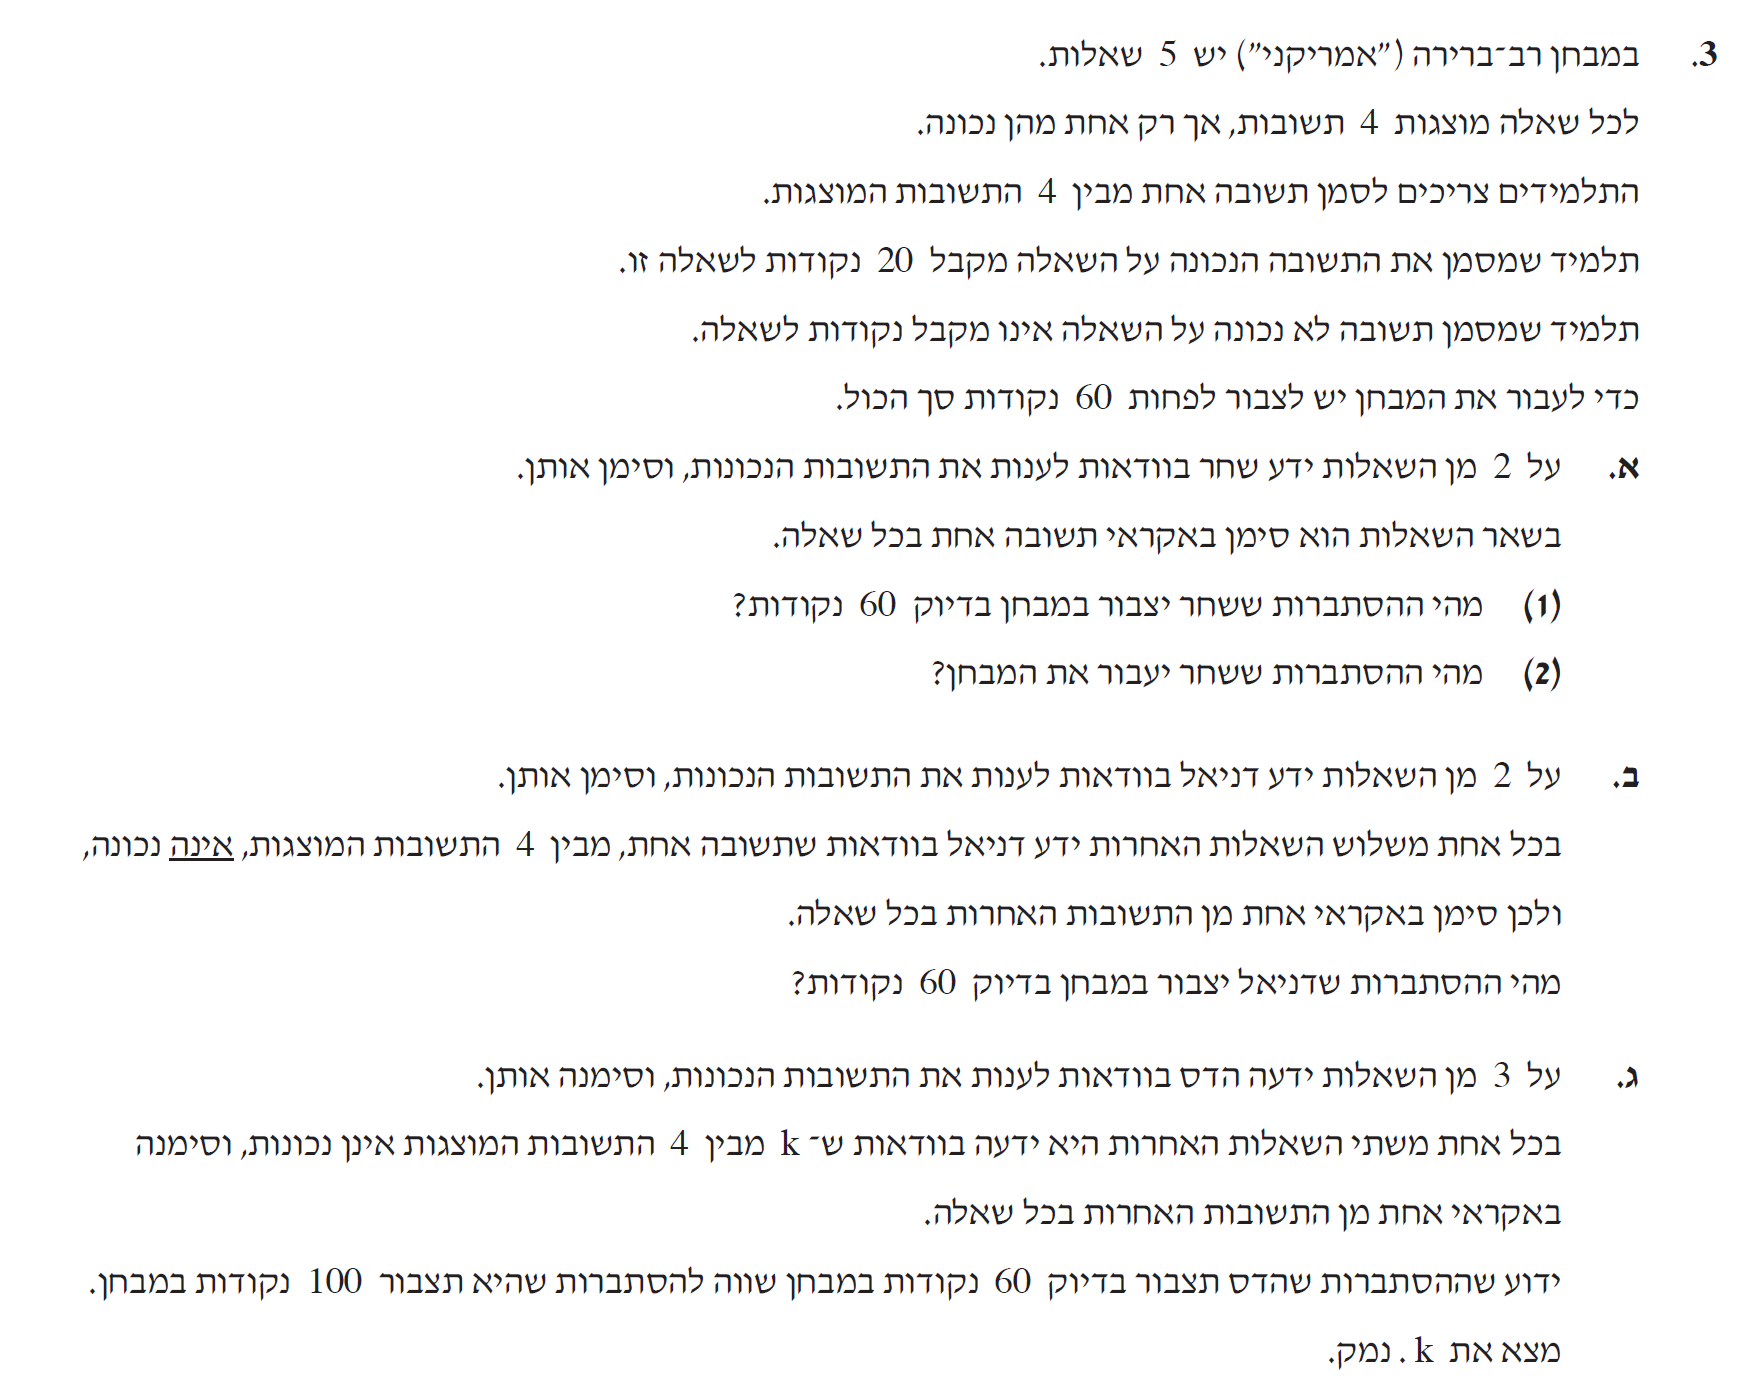 3. במבחן רב־ברירה ("אמריקני") יש 5 שאלות.
לכל שאלה מוצגות 4 תשובות, אך רק אחת מהן נכונה.
התלמידים צריכים לסמן תשובה אחת מבין 4 התשובות המוצגות.
תלמיד שמסמן את התשובה הנכונה על השאלה מקבל 20 נקודות לשאלה זו.
תלמיד שמסמן תשובה לא נכונה על השאלה אינו מקבל נקודות לשאלה.
כדי לעבור את המבחן יש לצבור לפחות 60 נקודות סך הכול.
א. על 2 מן השאלות ידע שחר בוודאות לענות את התשובות הנכונות, וסימן אותן.
בשאר השאלות הוא סימן באקראי תשובה אחת בכל שאלה.
(1) מהי ההסתברות ששחר יצבור במבחן בדיוק 60 נקודות?
(2) מהי ההסתברות ששחר יעבור את המבחן?
ב. על 2 מן השאלות ידע דניאל בוודאות לענות את התשובות הנכונות, וסימן אותן.
בכל אחת משלוש השאלות האחרות ידע דניאל בוודאות שתשובה אחת, מבין 4 התשובות המוצגות, אינה נכונה,
ולכן סימן באקראי אחת מן התשובות האחרות בכל שאלה.
מהי ההסתברות שדניאל יצבור במבחן בדיוק 60 נקודות?
ג. על 3 מן השאלות ידעה הדס בוודאות לענות את התשובות הנכונות, וסימנה אותן.
בכל אחת משתי השאלות האחרות היא ידעה בוודאות ש־ k מבין 4 התשובות המוצגות אינן נכונות, וסימנה
באקראי אחת מן התשובות האחרות בכל שאלה.
ידוע שההסתברות שהדס תצבור בדיוק 60 נקודות במבחן שווה להסתברות שהיא תצבור 100 נקודות במבחן.
מצא את k . נמק.